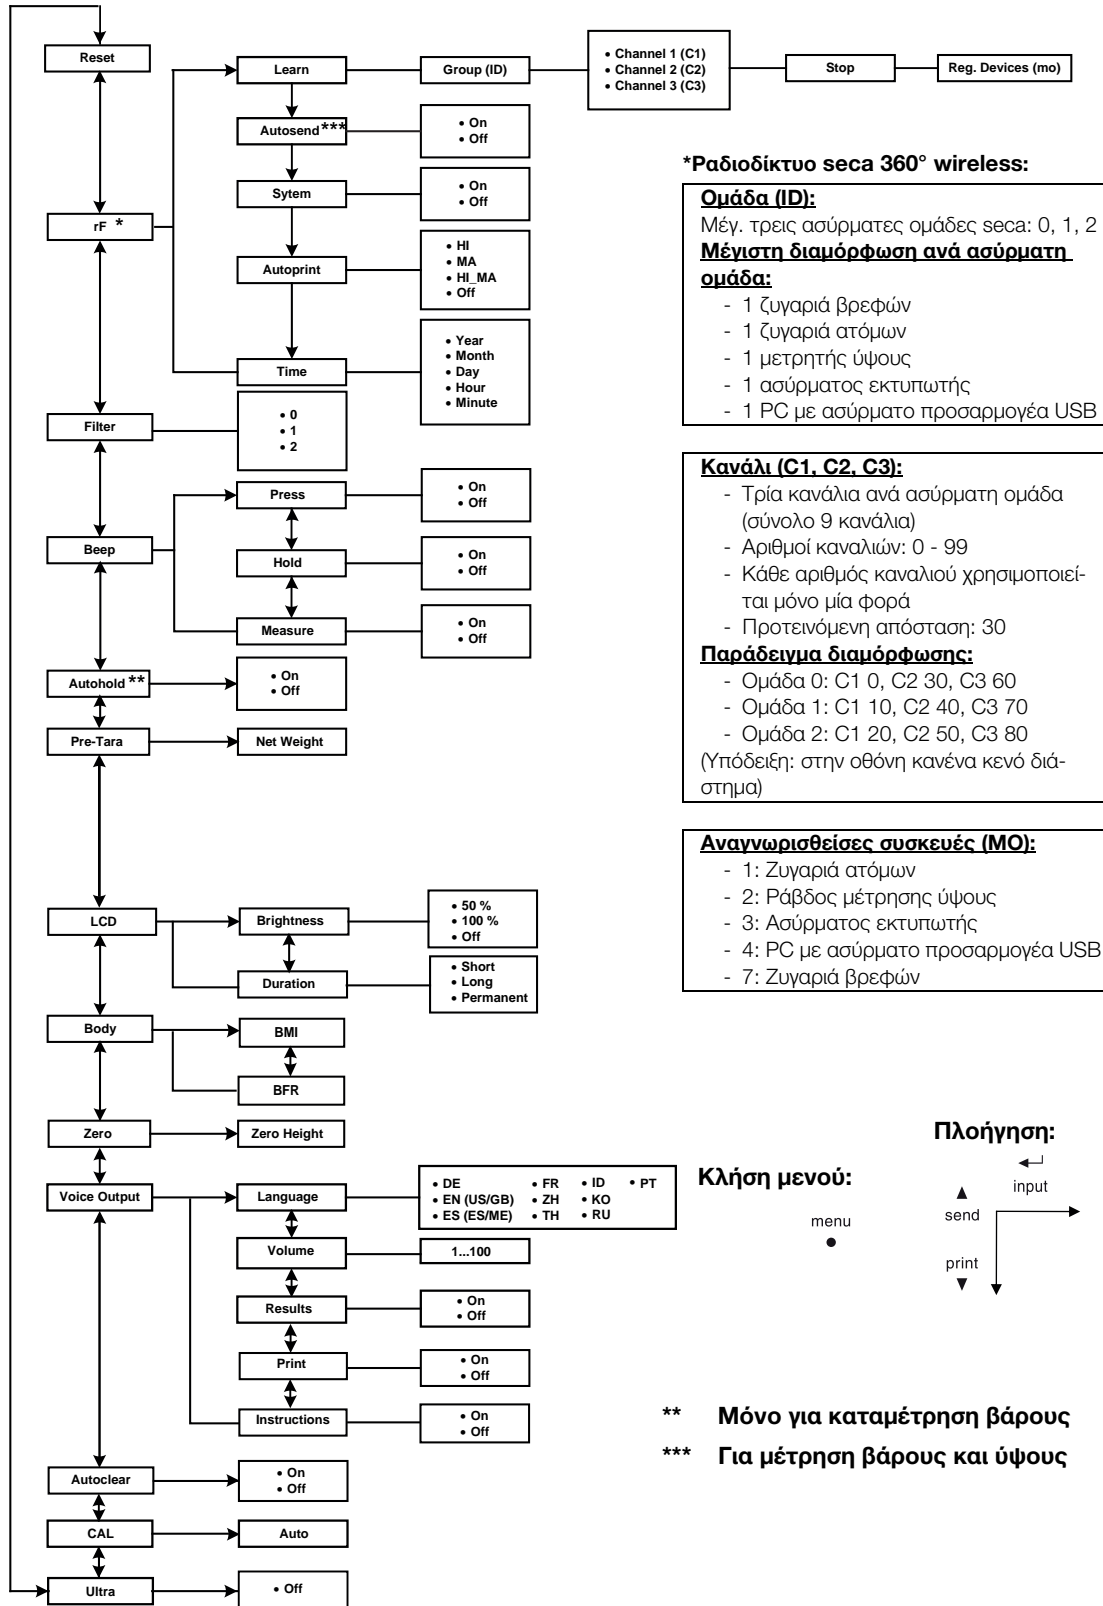 Reset
Learn
Group (ID)
• Channel 1 (C1)
• Channel 2 (C2)
• Channel 3 (C3)
Stop
Reg. Devices (mo)
Autosend ***
• On
• Off
Sytem
• On
• Off
rF *
Autoprint
• HI
• MA
• HI_MA
• Off
Time
• Year
• Month
• Day
• Hour
• Minute
Filter
• 0
• 1
• 2
Beep
Press
• On
• Off
Hold
• On
• Off
Measure
• On
• Off
Autohold **
• On
• Off
Pre-Tara
Net Weight
LCD
Brightness
• 50 %
• 100 %
• Off
Duration
• Short
• Long
• Permanent
Body
BMI
BFR
Zero
Zero Height
Voice Output
Language
• DE • FR • ID • PT
• EN (US/GB) • ZH • KO
• ES (ES/ME) • TH • RU
Volume
1...100
Results
• On
• Off
Print
• On
• Off
Instructions
• On
• Off
Autoclear
• On
• Off
CAL
Auto
Ultra
• Off
*Ραδιοδίκτυο seca 360° wireless:
Ομάδα (ID):
Μέγ. τρεις ασύρματες ομάδες seca: 0, 1, 2
Μέγιστη διαμόρφωση ανά ασύρματη
ομάδα:
- 1 ζυγαριά βρεφών
- 1 ζυγαριά ατόμων
- 1 μετρητής ύψους
- 1 ασύρματος εκτυπωτής
- 1 PC με ασύρματο προσαρμογέα USB
Κανάλι (C1, C2, C3):
- Τρία κανάλια ανά ασύρματη ομάδα
(σύνολο 9 κανάλια)
- Αριθμοί καναλιών: 0 - 99
- Κάθε αριθμός καναλιού χρησιμοποιεί-
ται μόνο μία φορά
- Προτεινόμενη απόσταση: 30
Παράδειγμα διαμόρφωσης:
- Ομάδα 0: C1 0, C2 30, C3 60
- Ομάδα 1: C1 10, C2 40, C3 70
- Ομάδα 2: C1 20, C2 50, C3 80
(Υπόδειξη: στην οθόνη κανένα κενό διά-
στημα)
Αναγνωρισθείσες συσκευές (MO):
- 1: Ζυγαριά ατόμων
- 2: Ράβδος μέτρησης ύψους
- 3: Ασύρματος εκτυπωτής
- 4: PC με ασύρματο προσαρμογέα USB
- 7: Ζυγαριά βρεφών
Κλήση μενού:
menu
Πλοήγηση:
input
send
print
** Μόνο για καταμέτρηση βάρους
*** Για μέτρηση βάρους και ύψους